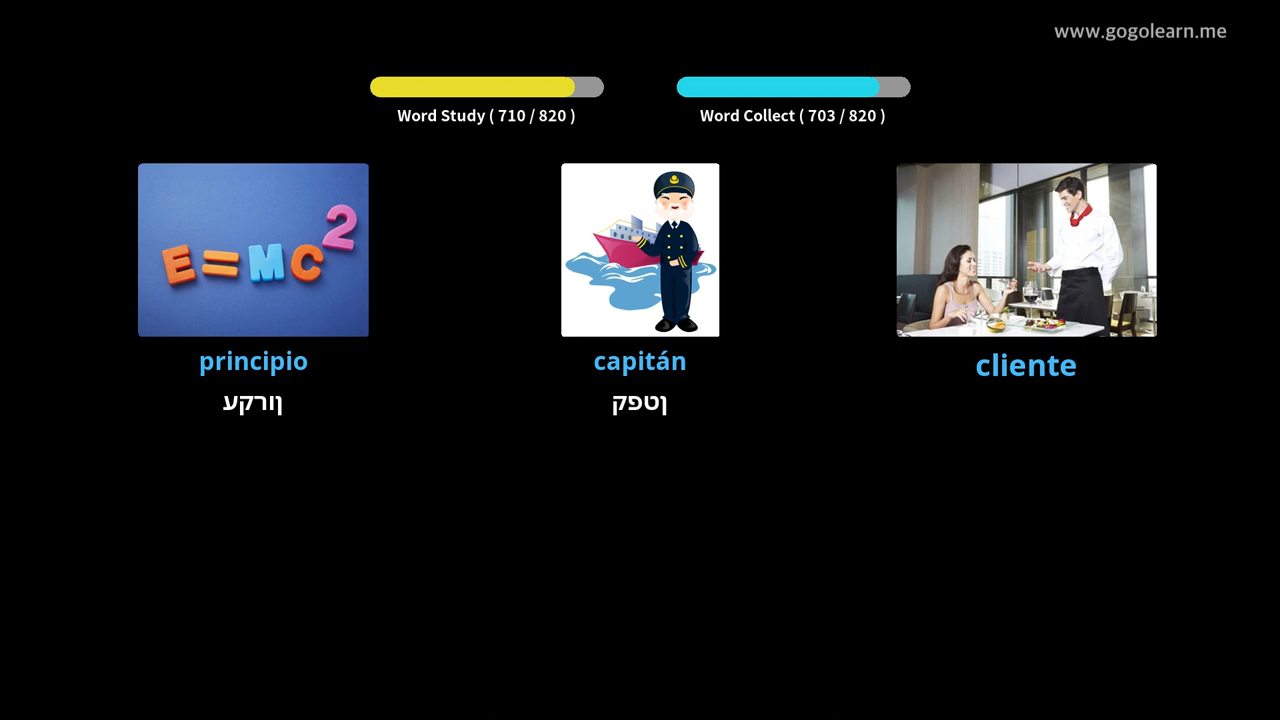 www.gogolearn.me
Word Study ( 710 / 820 )
Word Collect ( 703 / 820 )
E=MC2
principio
capitán
cliente
עקרון
קפטן